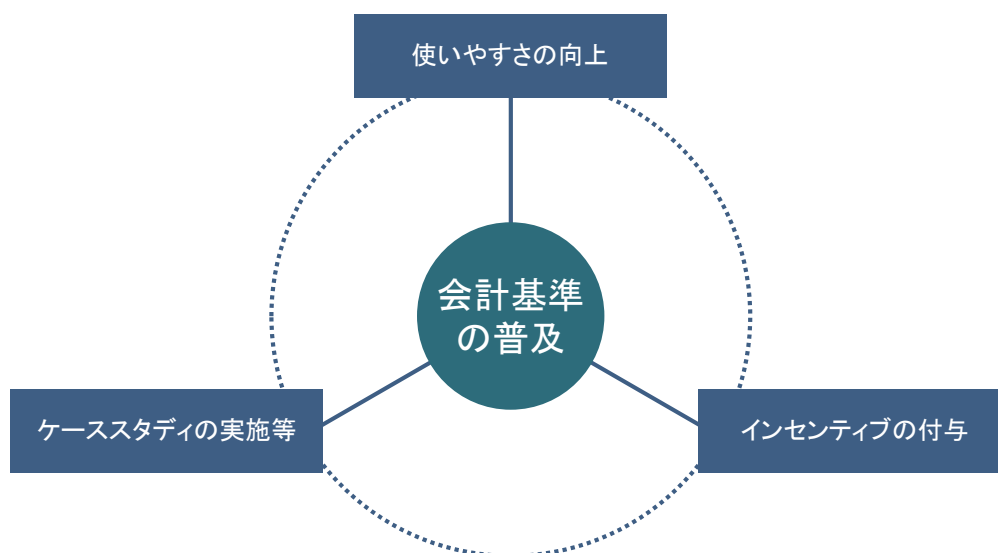 使いやすさの向上
会計基準
の普及
ケーススタディの実施等
インセンティブの付与